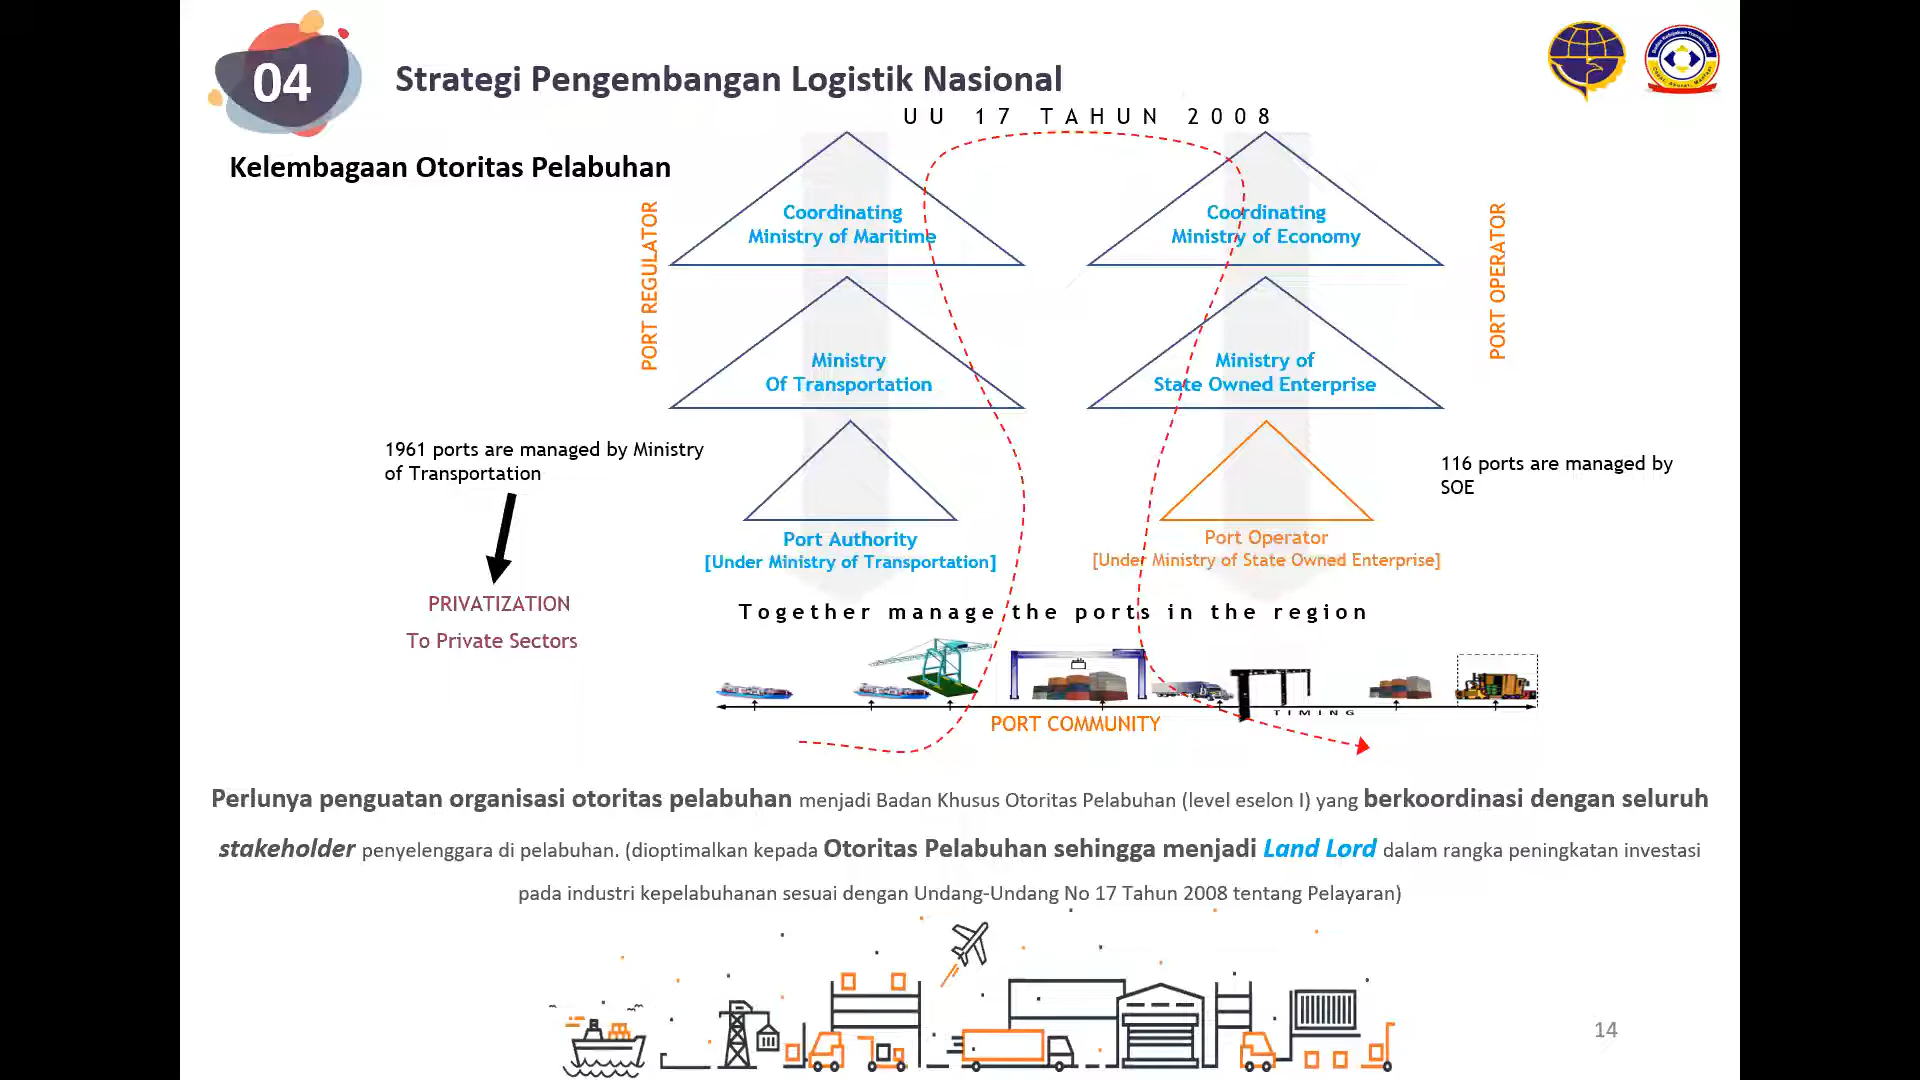 04
Strategi Pengembangan Logistik Nasional
UU 17 TAHUN 2008
Kelembagaan Otoritas Pelabuhan
PORT REGULATOR
Coordinating
Ministry of Maritime
Coordinating
Ministry of Economy
PORT OPERATOR
Ministry
Of Transportation
Ministry of
State Owned Enterprise
1961 ports are managed by Ministry
of Transportation
116 ports are managed by
SOE
Port Authority
[Under Ministry of Transportation]
Port Operator
[Under Ministry of State Owned Enterprise]
PRIVATIZATION
To Private Sectors
Together manage the ports in the region
TIMING
PORT COMMUNITY
Perlunya penguatan organisasi otoritas pelabuhan menjadi Badan Khusus Otoritas Pelabuhan (level eselon I) yang berkoordinasi dengan seluruh
stakeholder penyelenggara di pelabuhan. (dioptimalkan kepada Otoritas Pelabuhan sehingga menjadi Land Lord dalam rangka peningkatan investasi
pada industri kepelabuhanan sesuai dengan Undang-Undang No 17 Tahun 2008 tentang Pelayaran)
14